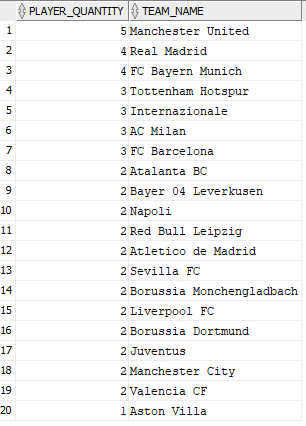 PLAYER_QUANTITY TEAM_NAME
1 5 Manchester United
2 4 Real Madrid
3 4 FC Bayern Munich
4 3 Tottenham Hotspur
5 3 Internazionale
6 3 AC Milan
7 3 FC Barcelona
8 2 Atalanta BC
9 2 Bayer 04 Leverkusen
10 2 Napoli
11 2 Red Bull Leipzig
12 2 Atletico de Madrid
13 2 Sevilla FC
14 2 Borussia Monchengladbach
15 2 Liverpool FC
16 2 Borussia Dortmund
17 2 Juventus
18 2 Manchester City
19 2 Valencia CF
20 1 Aston Villa